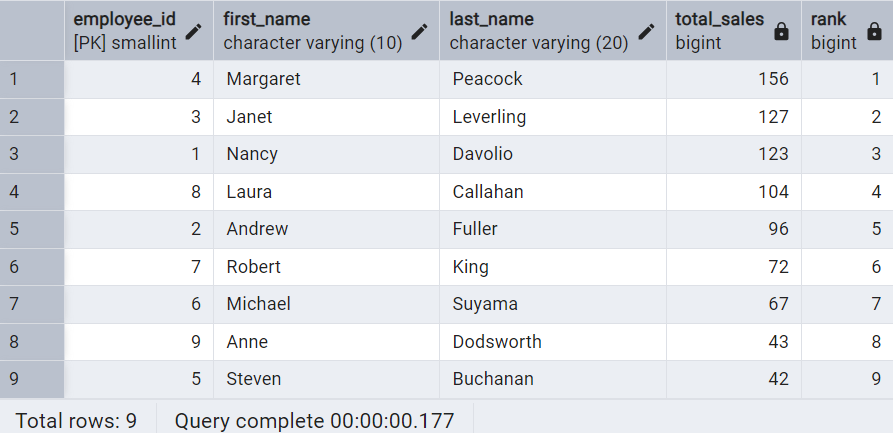 employee_id first_name last_name total_sales rank
[PK] smallint character varying (10) character varying (20) bigint bigint
1 4 Margaret Peacock 156 1
2 3 Janet Leverling 127 2
3 1 Nancy Davolio 123 3
4 8 Laura Callahan 104 4
5 2 Andrew Fuller 96 5
6 7 Robert King 72 6
7 6 Michael Suyama 67 7
8 9 Anne Dodsworth 43 8
9 5 Steven Buchanan 42 9
Total rows: 9 Query complete 00:00:00.177